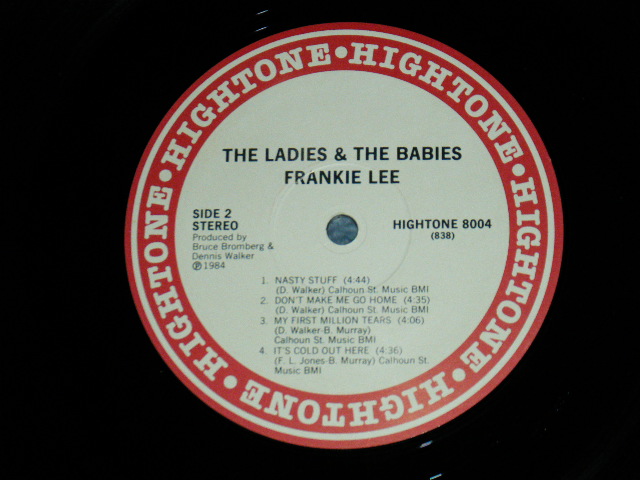 HIGHTONE•HIGHTONE•HIGHTONE•HIGHTONE•HIGHTONE•HIGHTONE•HIGHTONE•
THE LADIES & THE BABIES
FRANKIE LEE
SIDE 2
STEREO
Produced by
Bruce Bromberg &
Dennis Walker
℗ 1984
HIGHTONE 8004
(838)
1. NASTY STUFF (4:44)
(D. Walker) Calhoun St. Music BMI
2. DON'T MAKE ME GO HOME (4:35)
(D. Walker) Calhoun St. Music BMI
3. MY FIRST MILLION TEARS (4:06)
(D. Walker-B. Murray)
Calhoun St. Music BMI
4. IT'S COLD OUT HERE (4:36)
(F. L. Jones-B. Murray) Calhoun St.
Music BMI